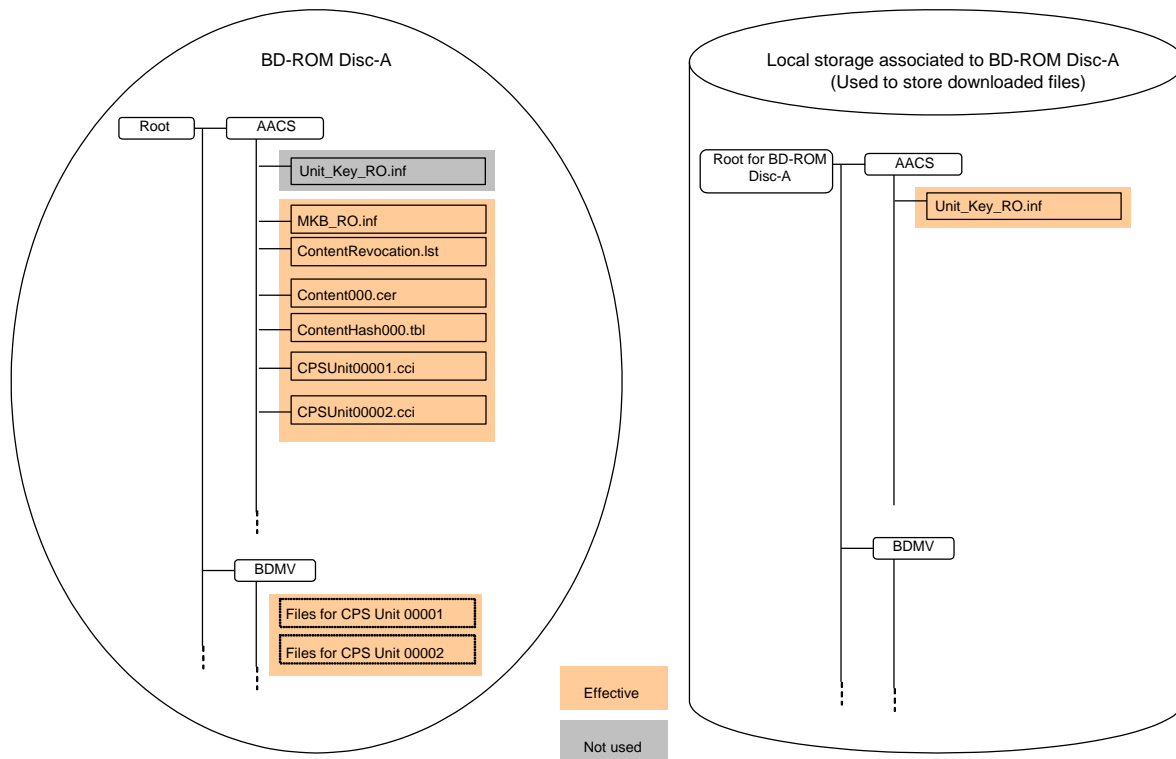 BD-ROM Disc-A
Root
AACS
Unit_Key_RO.inf
MKB_RO.inf
ContentRevocation.lst
Content000.cer
ContentHash000.tbl
CPSUnit00001.cci
CPSUnit00002.cci
BDMV
Files for CPS Unit 00001
Files for CPS Unit 00002
Effective
Not used
Local storage associated to BD-ROM Disc-A
(Used to store downloaded files)
Root for BD-ROM
Disc-A
AACS
Unit_Key_RO.inf
BDMV